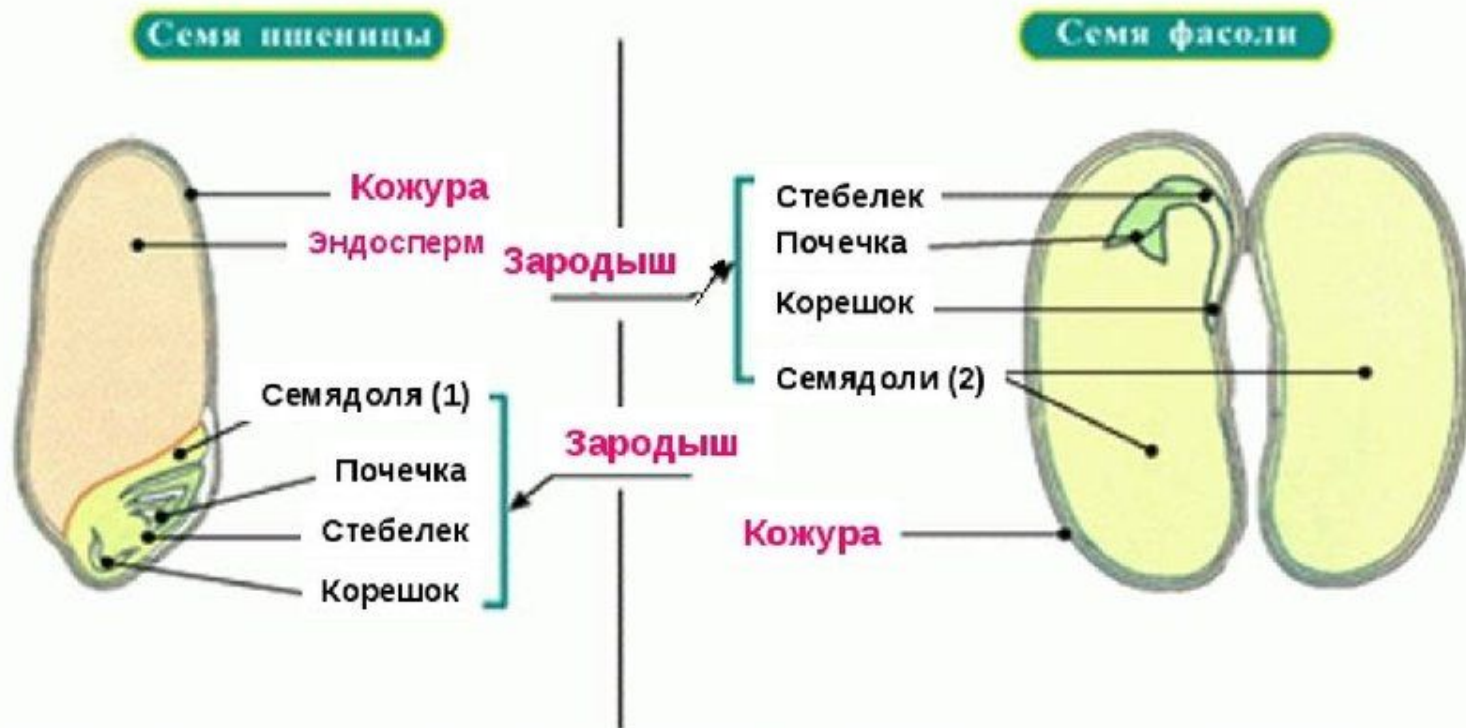 Семя пшеницы
Кожура
Эндосперм
Зародыш
Семядоля (1)
Почечка
Стебелек
Корешок
Зародыш
Семя фасоли
Стебелек
Почечка
Корешок
Семядоли (2)
Кожура